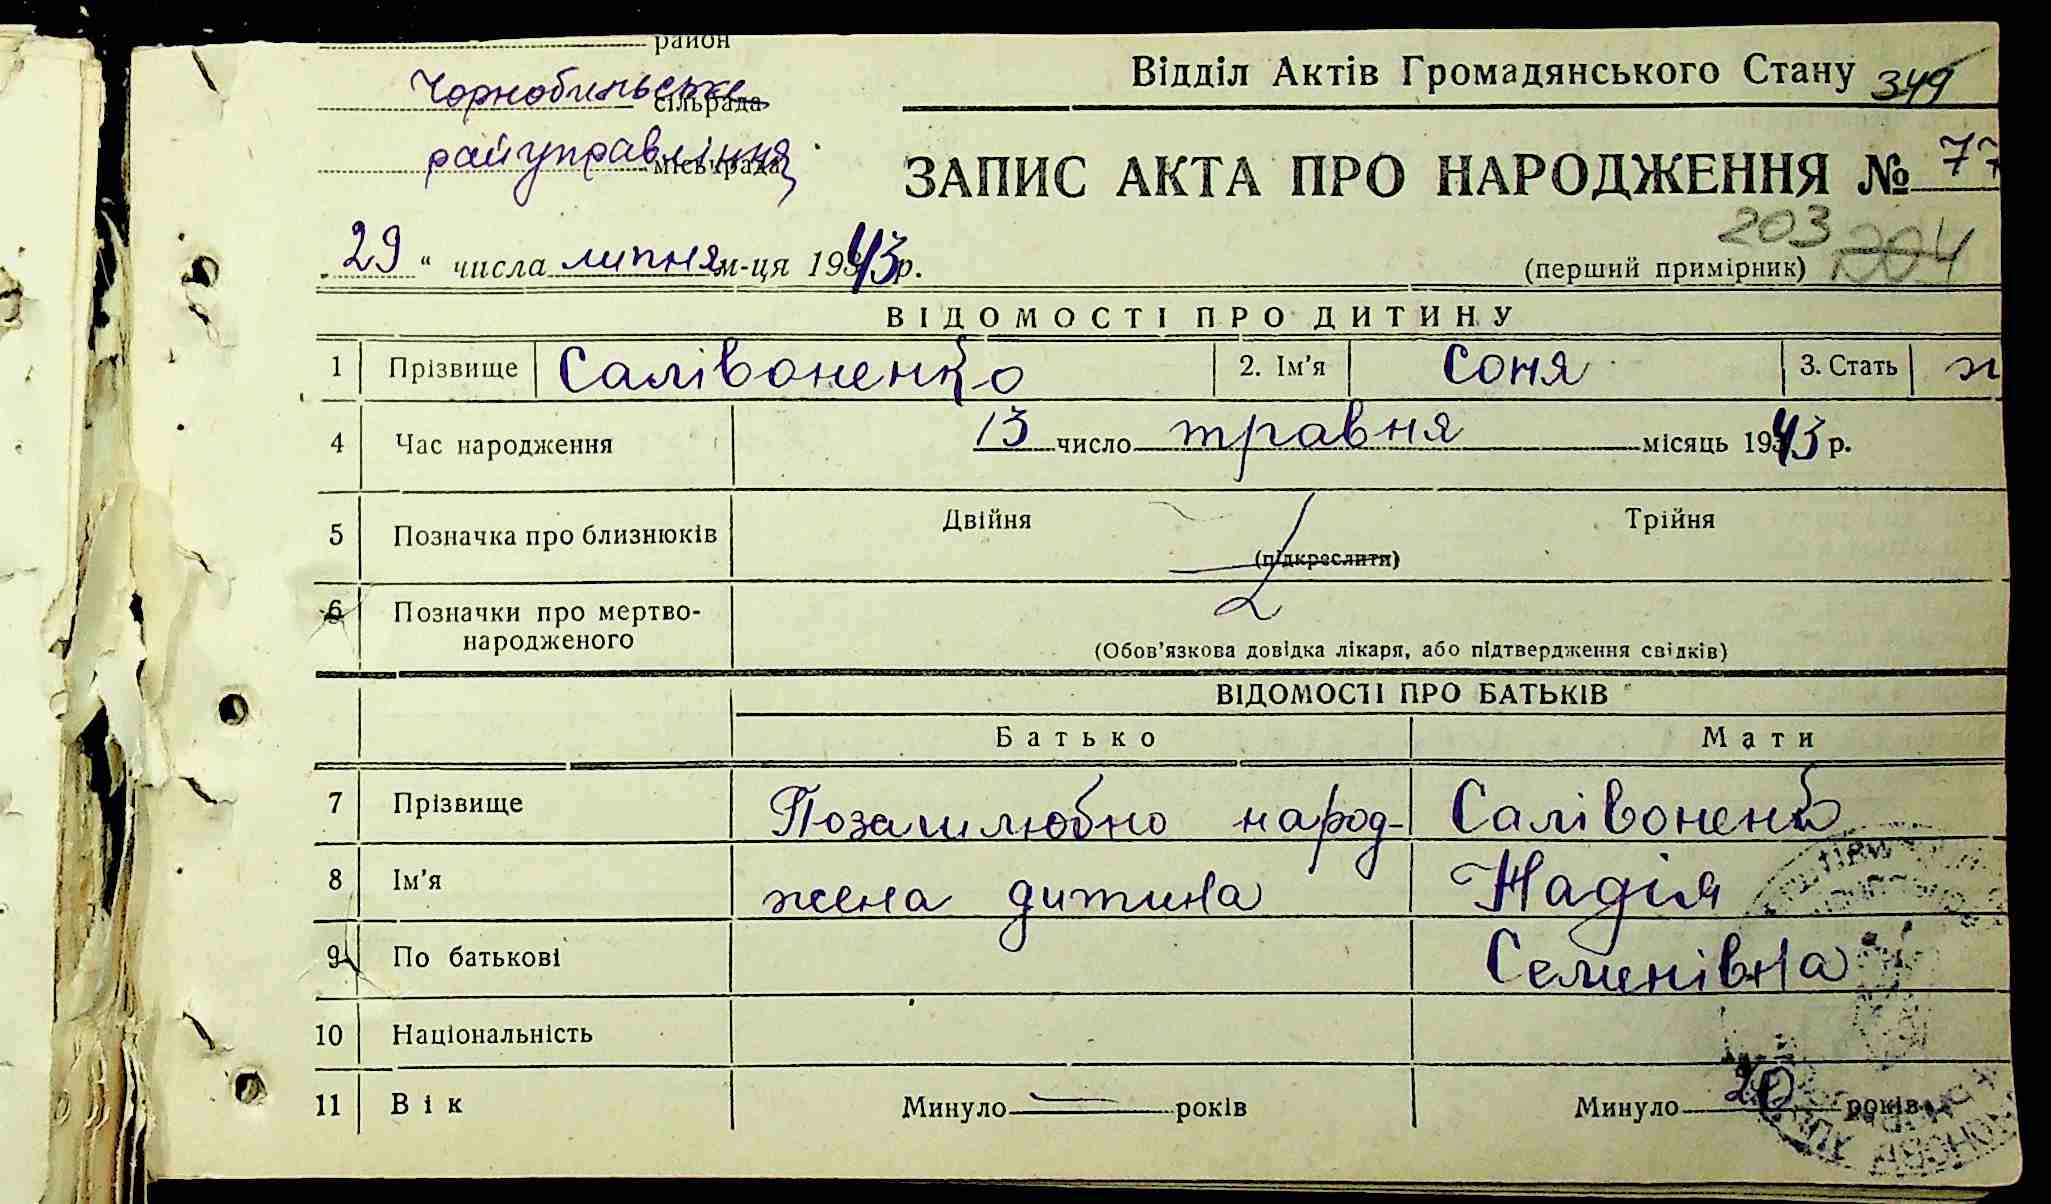 район
Відділ Актів Громадянського Стану 349
Чорнобильське сільрада
райуправління міськрада
ЗАПИС АКТА ПРО НАРОДЖЕННЯ № 77
203 204
29 " числа липня м-ця 1943 р.
(перший примірник)
ВІДОМОСТІ ПРО ДИТИНУ
1 Прізвище Салівоненко 2. Ім'я Соня 3. Стать ж
4 Час народження 13 число травня місяць 1943 р.
5 Позначка про близнюків Двійня Трійня
(підкреслити)
6 Позначки про мертво-
народженого
(Обов'язкова довідка лікаря, або підтвердження свідків)
ВІДОМОСТІ ПРО БАТЬКІВ
Батько Мати
7 Прізвище Позашлюбно народ- Салівоненко
8 Ім'я жена дитина Надія
9 По батькові Семенівна
10 Національність
11 Вік Минуло — років Минуло 20 років